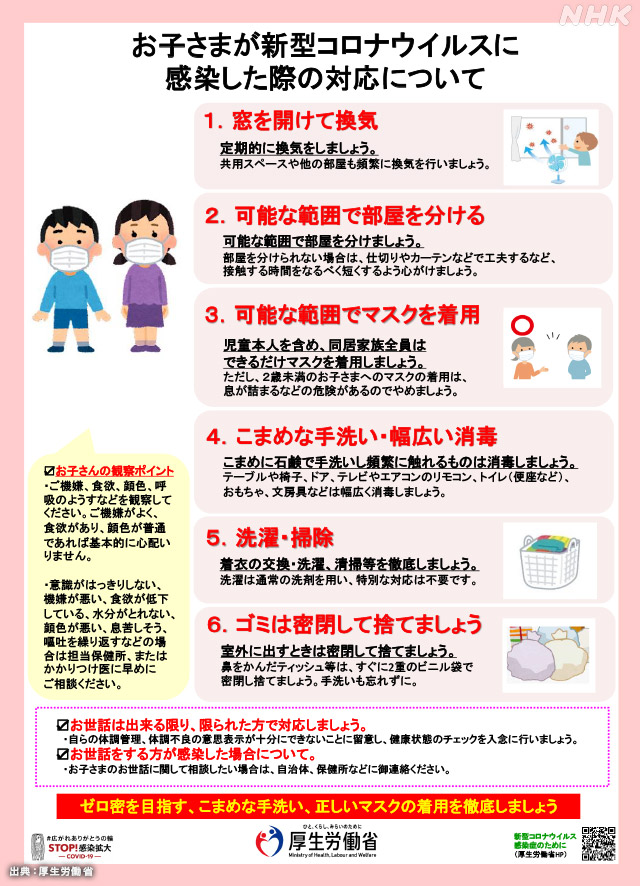 NHK
お子さまが新型コロナウイルスに
感染した際の対応について
1. 窓を開けて換気
定期的に換気をしましょう。
共用スペースや他の部屋も頻繁に換気を行いましょう。
2. 可能な範囲で部屋を分ける
可能な範囲で部屋を分けましょう。
部屋を分けられない場合は、仕切りやカーテンなどで工夫するなど、
接触する時間をなるべく短くするよう心がけましょう。
3. 可能な範囲でマスクを着用
児童本人を含め、同居家族全員は
できるだけマスクを着用しましょう。
ただし、2歳未満のお子さまへのマスクの着用は、
息が詰まるなどの危険があるのでやめましょう。
4. こまめな手洗い・幅広い消毒
こまめに石鹸で手洗いし頻繁に触れるものは消毒しましょう。
テーブルや椅子、ドア、テレビやエアコンのリモコン、トイレ(便座など)、
おもちゃ、文房具などは幅広く消毒しましょう。
5. 洗濯・掃除
着衣の交換・洗濯、清掃等を徹底しましょう。
洗濯は通常の洗剤を用い、特別な対応は不要です。
6. ゴミは密閉して捨てましょう
室外に出すときは密閉して捨てましょう。
鼻をかんだティッシュ等は、すぐに2重のビニル袋で
密閉し捨てましょう。手洗いも忘れずに。
☑お子さんの観察ポイント
・ご機嫌、食欲、顔色、呼
吸のようすなどを観察して
ください。ご機嫌がよく、
食欲があり、顔色が普通
であれば基本的に心配い
りません。
・意識がはっきりしない、
機嫌が悪い、食欲が低下
している、水分がとれない、
顔色が悪い、息苦しそう、
嘔吐を繰り返すなどの場
合は担当保健所、または
かかりつけ医に早めに
ご相談ください。
☑お世話は出来る限り、限られた方で対応しましょう。
・自らの体調管理、体調不良の意思表示が十分にできないことに留意し、健康状態のチェックを入念に行いましょう。
☑お世話をする方が感染した場合について。
・お子さまのお世話に関して相談したい場合は、自治体、保健所などに御連絡ください。
ゼロ密を目指す、こまめな手洗い、正しいマスクの着用を徹底しましょう
#広がれありがとうの輪
STOP!感染拡大
―COVID-19―
ひと、くらし、みらいのために
厚生労働省
Ministry of Health, Labour and Welfare
新型コロナウイルス
感染症のために
(厚生労働省HP)
出典:厚生労働省